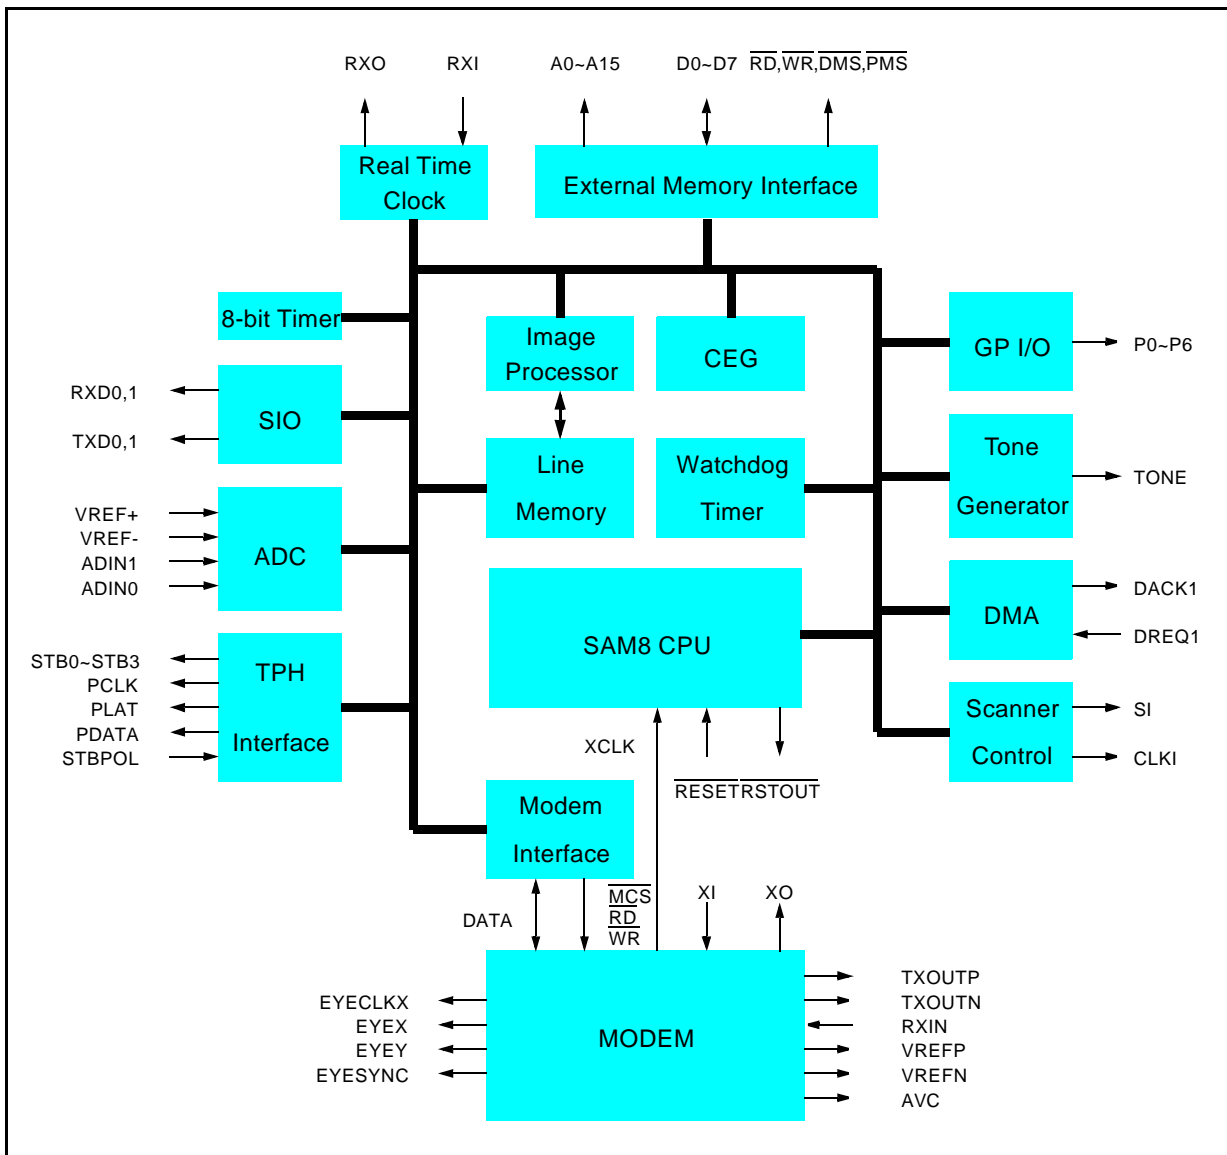 RXO RXI A0~A15 D0~D7 RD,WR,DMS,PMS
Real Time
Clock
External Memory Interface
8-bit Timer
Image
Processor
CEG
GP I/O
P0~P6
RXD0,1
TXD0,1
SIO
Line
Memory
Watchdog
Timer
Tone
Generator
TONE
VREF+
VREF-
ADIN1
ADIN0
ADC
SAM8 CPU
DMA
DACK1
DREQ1
STB0~STB3
PCLK
PLAT
PDATA
STBPOL
TPH
Interface
Scanner
Control
SI
CLKI
XCLK
RESET RSTOUT
Modem
Interface
DATA
MCS
RD
WR
XI
XO
MODEM
EYECLKX
EYEX
EYEY
EYESYNC
TXOUTP
TXOUTN
RXIN
VREFP
VREFN
AVC